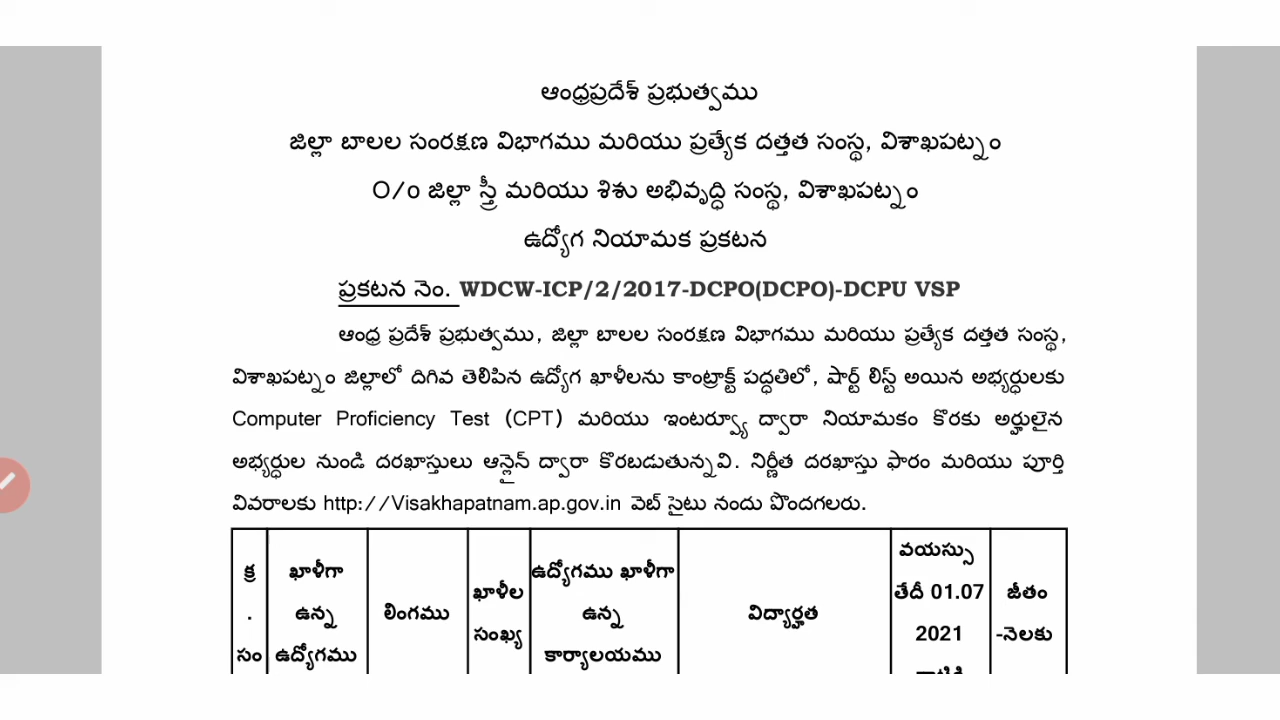 ఆంధ్రప్రదేశ్ ప్రభుత్వము
జిల్లా బాలల సంరక్షణ విభాగము మరియు ప్రత్యేక దత్తత సంస్థ, విశాఖపట్నం
O/o జిల్లా స్త్రీ మరియు శిశు అభివృద్ధి సంస్థ, విశాఖపట్నం
ఉద్యోగ నియామక ప్రకటన
ప్రకటన నెం. WDCW-ICP/2/2017-DCPO(DCPO)-DCPU VSP
ఆంధ్ర ప్రదేశ్ ప్రభుత్వము, జిల్లా బాలల సంరక్షణ విభాగము మరియు ప్రత్యేక దత్తత సంస్థ,
విశాఖపట్నం జిల్లాలో దిగివ తెలిపిన ఉద్యోగ ఖాళీలను కాంట్రాక్ట్ పద్ధతిలో, షార్ట్ లిస్ట్ అయిన అభ్యర్థులకు
Computer Proficiency Test (CPT) మరియు ఇంటర్వ్యూ ద్వారా నియామకం కొరకు అర్హులైన
అభ్యర్థుల నుండి దరఖాస్తులు ఆన్లైన్ ద్వారా కొరబడుతున్నవి. నిర్ణీత దరఖాస్తు ఫారం మరియు పూర్తి
వివరాలకు http://Visakhapatnam.ap.gov.in వెబ్ సైటు నందు పొందగలరు.
క్ర
.
సం
ఖాళీగా
ఉన్న
ఉద్యోగము
లింగము
ఖాళీల
సంఖ్య
ఉద్యోగము ఖాళీగా
ఉన్న
కార్యాలయము
విద్యార్హత
వయస్సు
తేదీ 01.07
2021
జీతం
-నెలకు